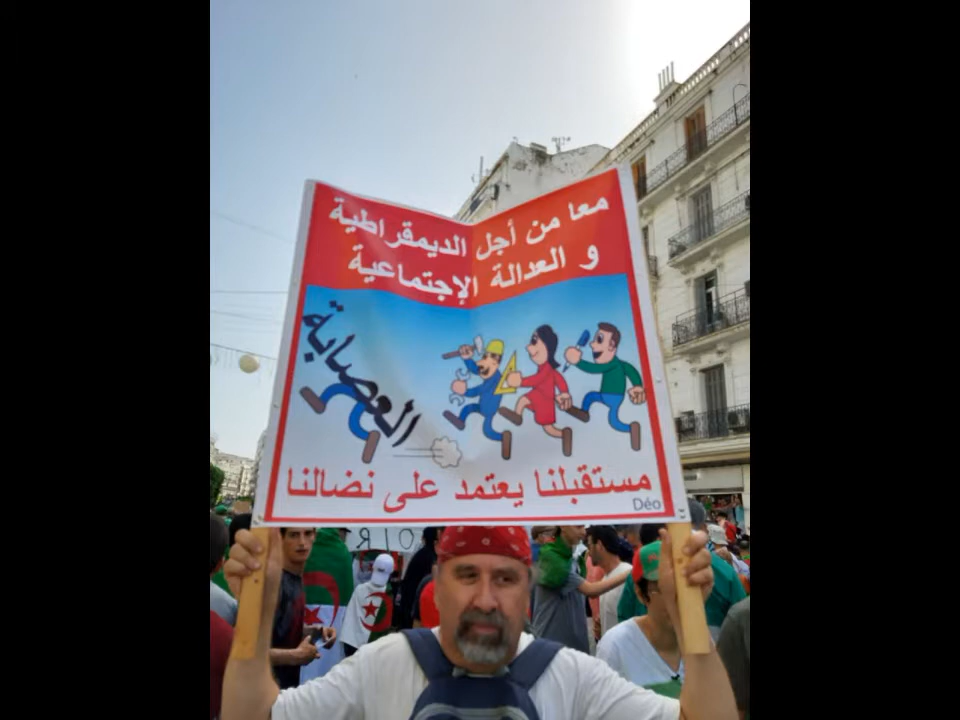 معا من أجل الديمقراطية
و العدالة الإجتماعية
العصابة
مستقبلنا يعتمد على نضالنا
Déo